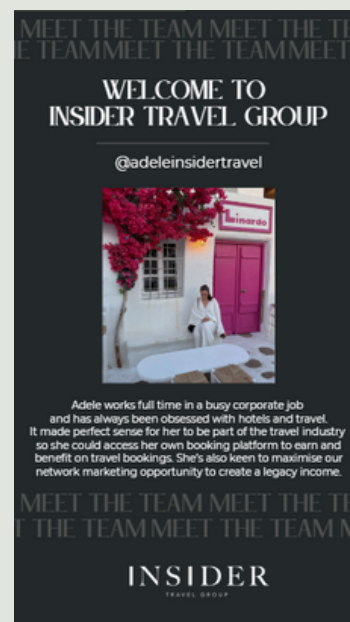 MEET THE TEAM MEET THE TE
E TEAM MEET THE TEAM MEET
WELCOME TO
INSIDER TRAVEL GROUP
@adeleinsidertravel
Linardo
Adele works full time in a busy corporate job
and has always been obsessed with hotels and travel.
It made perfect sense for her to be part of the travel industry
so she could access her own booking platform to earn and
benefit on travel bookings. She's also keen to maximise our
network marketing opportunity to create a legacy income.
MEET THE TEAM MEET THE TE
T THE TEAM MEET THE TEAM M
INSIDER
TRAVEL GROUP